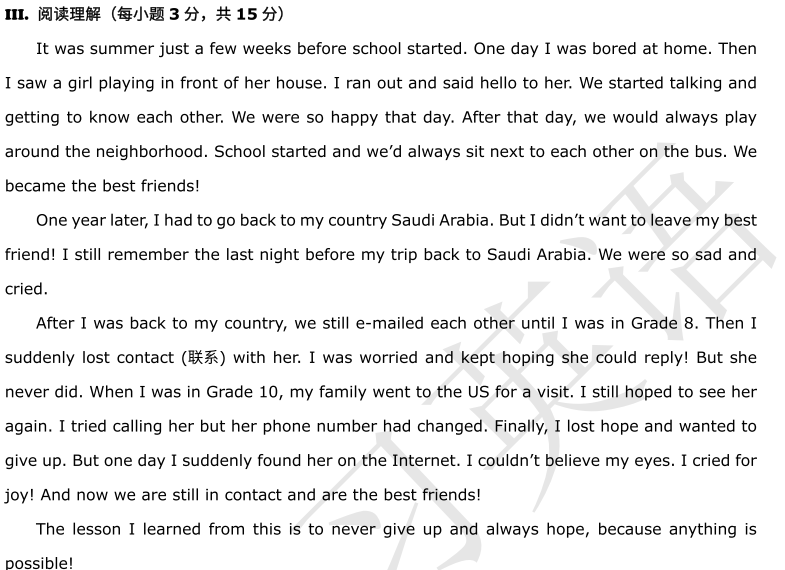 III. 阅读理解（每小题 3 分，共 15 分）
It was summer just a few weeks before school started. One day I was bored at home. Then
I saw a girl playing in front of her house. I ran out and said hello to her. We started talking and
getting to know each other. We were so happy that day. After that day, we would always play
around the neighborhood. School started and we’d always sit next to each other on the bus. We
became the best friends!
One year later, I had to go back to my country Saudi Arabia. But I didn’t want to leave my best
friend! I still remember the last night before my trip back to Saudi Arabia. We were so sad and
cried.
After I was back to my country, we still e-mailed each other until I was in Grade 8. Then I
suddenly lost contact (联系) with her. I was worried and kept hoping she could reply! But she
never did. When I was in Grade 10, my family went to the US for a visit. I still hoped to see her
again. I tried calling her but her phone number had changed. Finally, I lost hope and wanted to
give up. But one day I suddenly found her on the Internet. I couldn’t believe my eyes. I cried for
joy! And now we are still in contact and are the best friends!
The lesson I learned from this is to never give up and always hope, because anything is
possible!
习英语